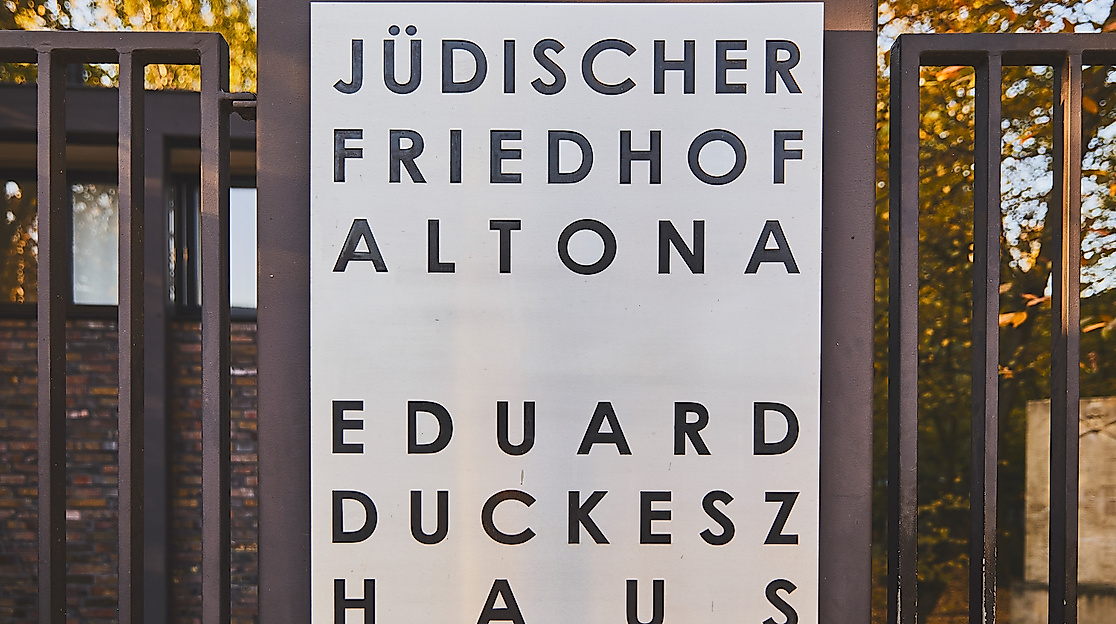 JÜDISCHER
FRIEDHOF
ALTONA
EDUARD
DUCKESZ
HAUS